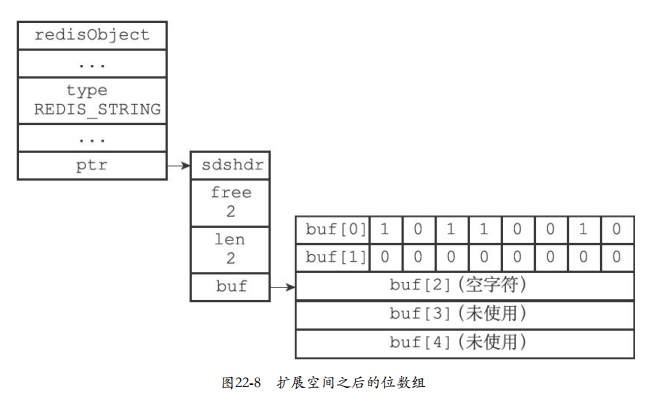 redisObject
...
type
REDIS_STRING
...
ptr
sdshdr
free
2
len
2
buf
buf[0] 1 0 1 1 0 0 1 0
buf[1] 0 0 0 0 0 0 0 0
buf[2](空字符)
buf[3](未使用)
buf[4](未使用)
图22-8 扩展空间之后的位数组